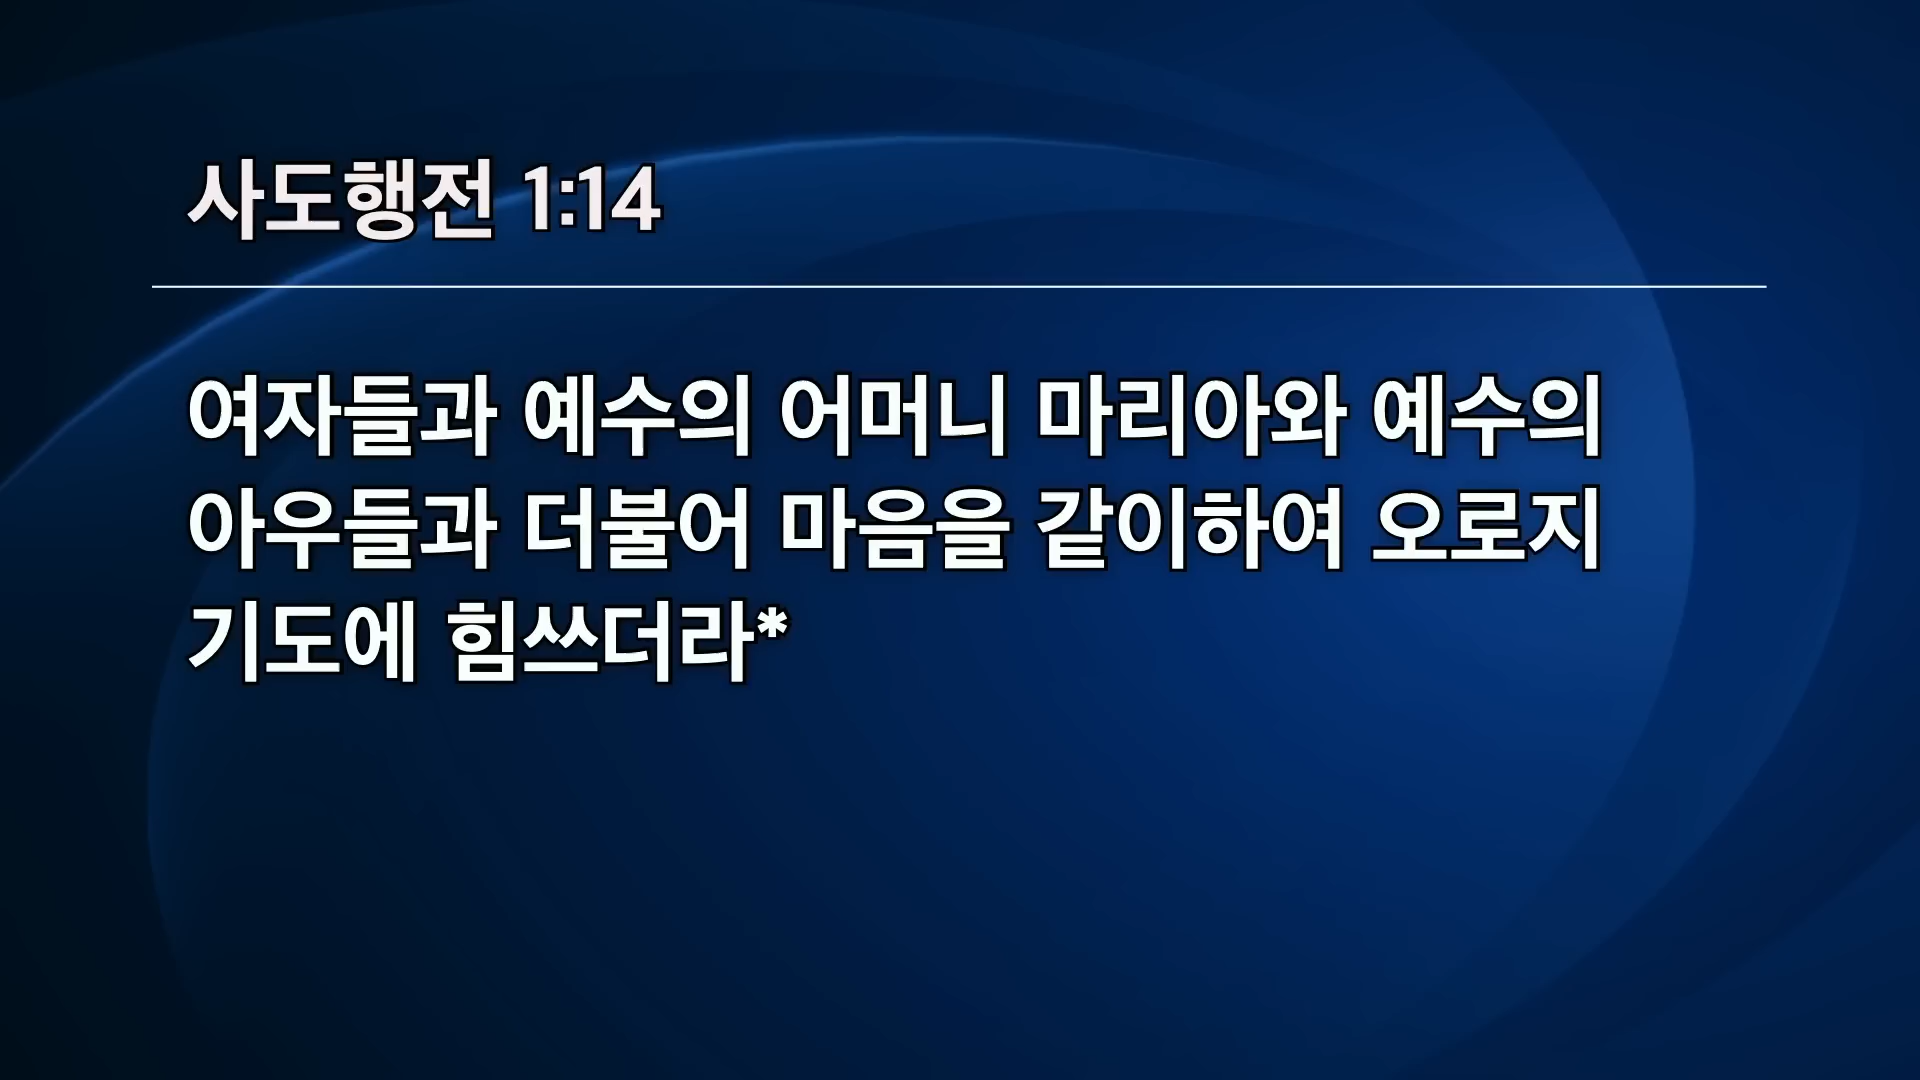 사도행전 1:14
여자들과 예수의 어머니 마리아와 예수의
아우들과 더불어 마음을 같이하여 오로지
기도에 힘쓰더라*